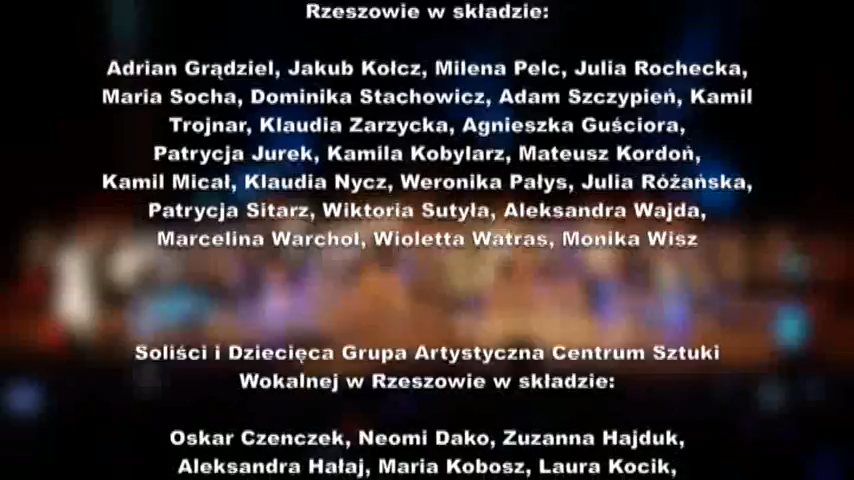 Rzeszowie w składzie:
Adrian Grądziel, Jakub Kołcz, Milena Pelc, Julia Rochecka,
Maria Socha, Dominika Stachowicz, Adam Szczypień, Kamil
Trojnar, Klaudia Zarzycka, Agnieszka Guściora,
Patrycja Jurek, Kamila Kobylarz, Mateusz Kordoń,
Kamil Micał, Klaudia Nycz, Weronika Pałys, Julia Różańska,
Patrycja Sitarz, Wiktoria Sutyła, Aleksandra Wajda,
Marcelina Warchoł, Wioletta Watras, Monika Wisz
Soliści i Dziecięca Grupa Artystyczna Centrum Sztuki
Wokalnej w Rzeszowie w składzie:
Oskar Czenczek, Neomi Dako, Zuzanna Hajduk,
Aleksandra Hałaj, Maria Kobosz, Laura Kocik,